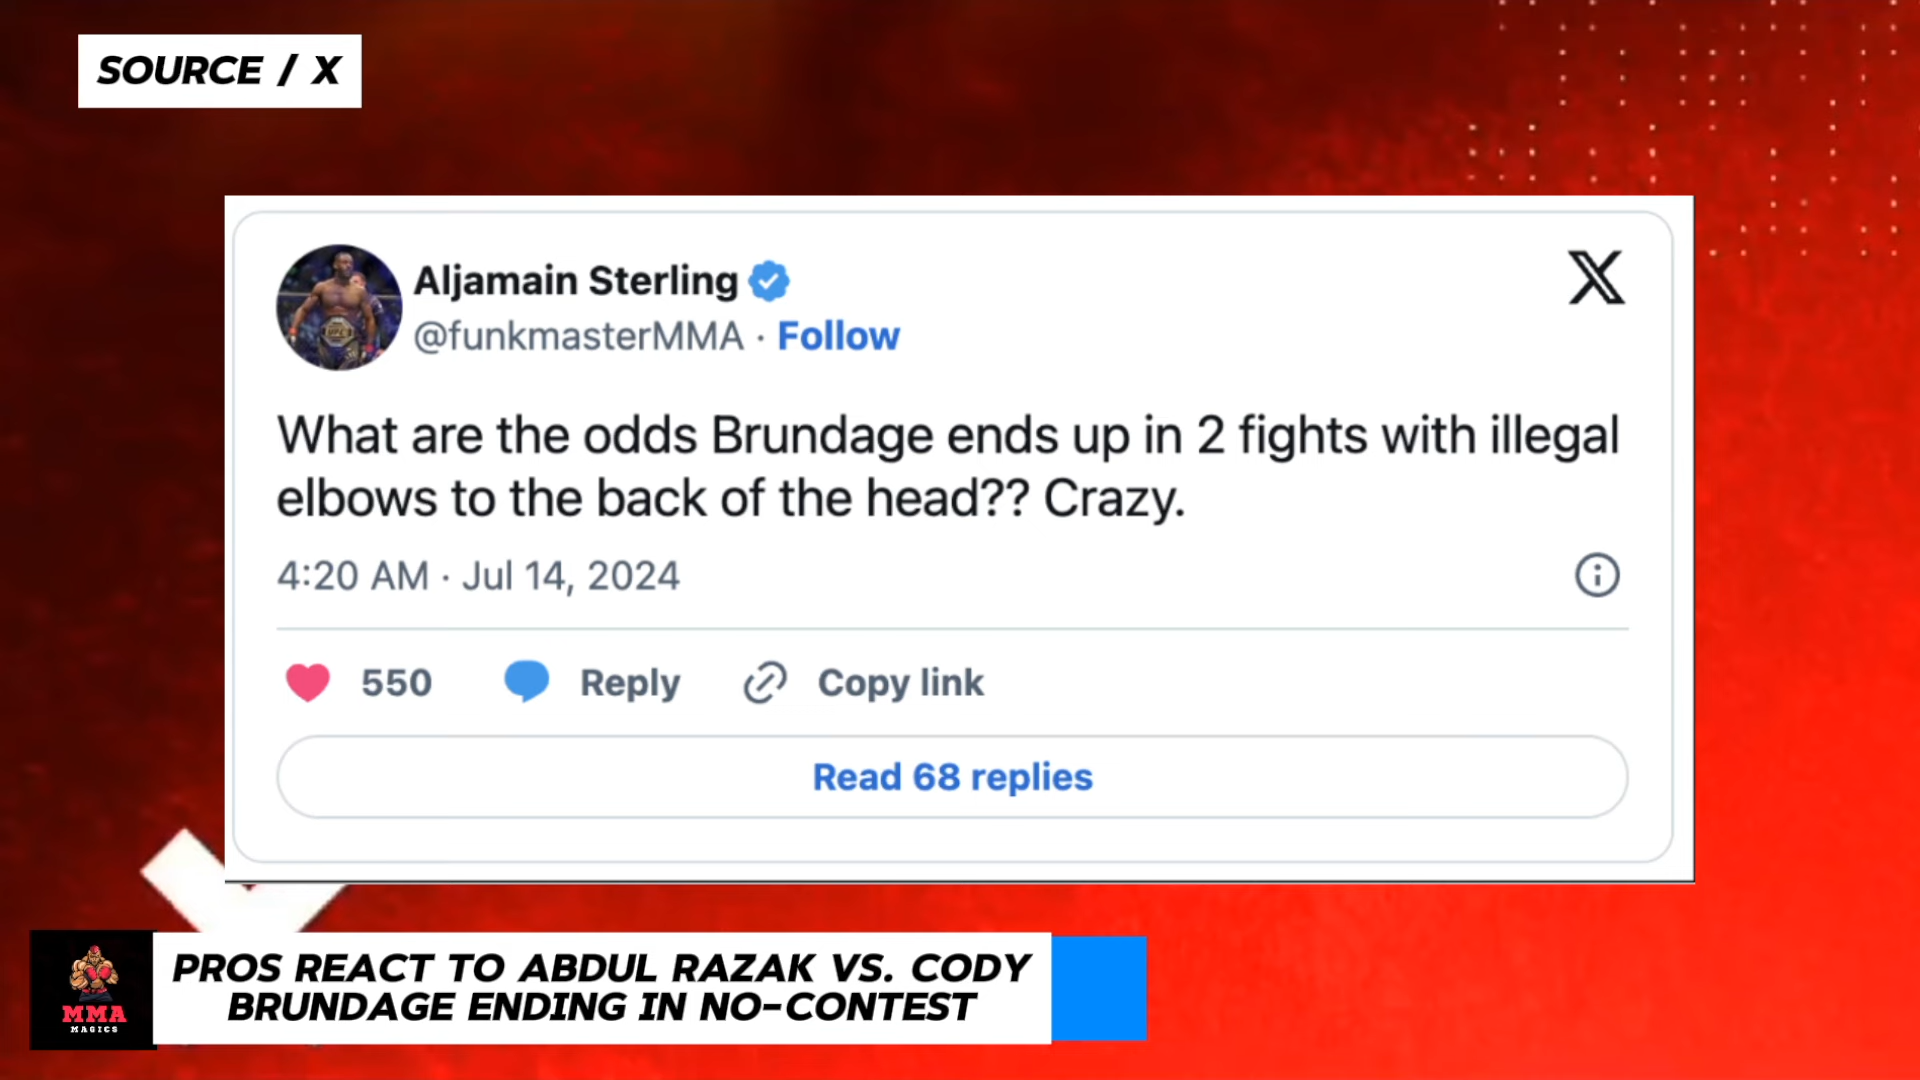 SOURCE / X
Aljamain Sterling
@funkmasterMMA · Follow
What are the odds Brundage ends up in 2 fights with illegal
elbows to the back of the head?? Crazy.
4:20 AM · Jul 14, 2024
550 Reply Copy link
Read 68 replies
PROS REACT TO ABDUL RAZAK VS. CODY
BRUNDAGE ENDING IN NO-CONTEST
MMA
MAGICS